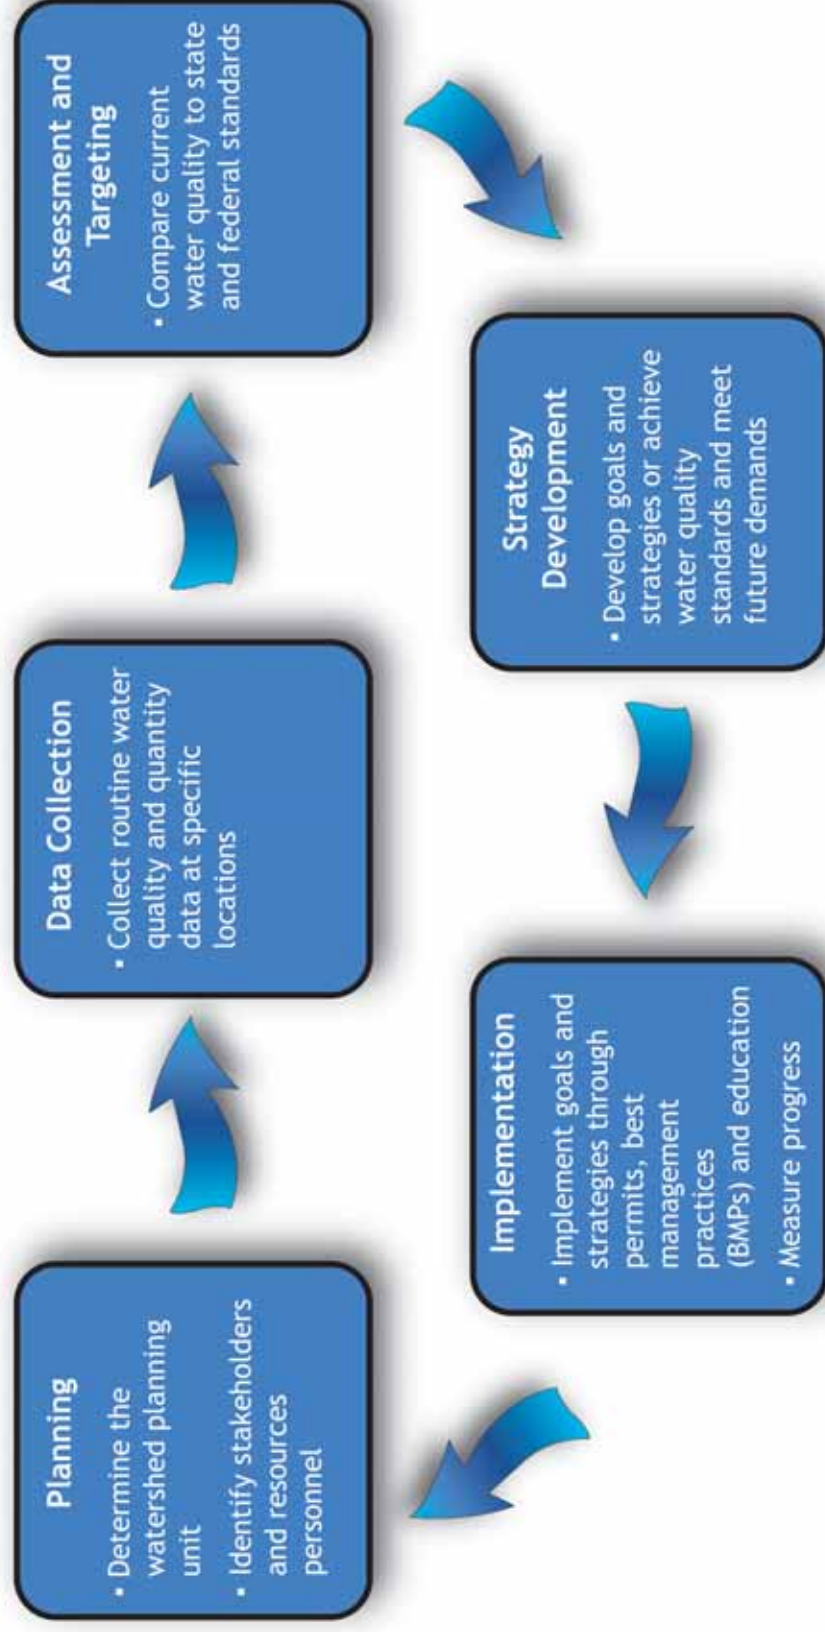 Planning
▪ Determine the
watershed planning
unit
▪ Identify stakeholders
and resources
personnel
Data Collection
▪ Collect routine water
quality and quantity
data at specific
locations
Assessment and
Targeting
▪ Compare current
water quality to state
and federal standards
Strategy
Development
▪ Develop goals and
strategies or achieve
water quality
standards and meet
future demands
Implementation
▪ Implement goals and
strategies through
permits, best
management
practices
(BMPs) and education
▪ Measure progress